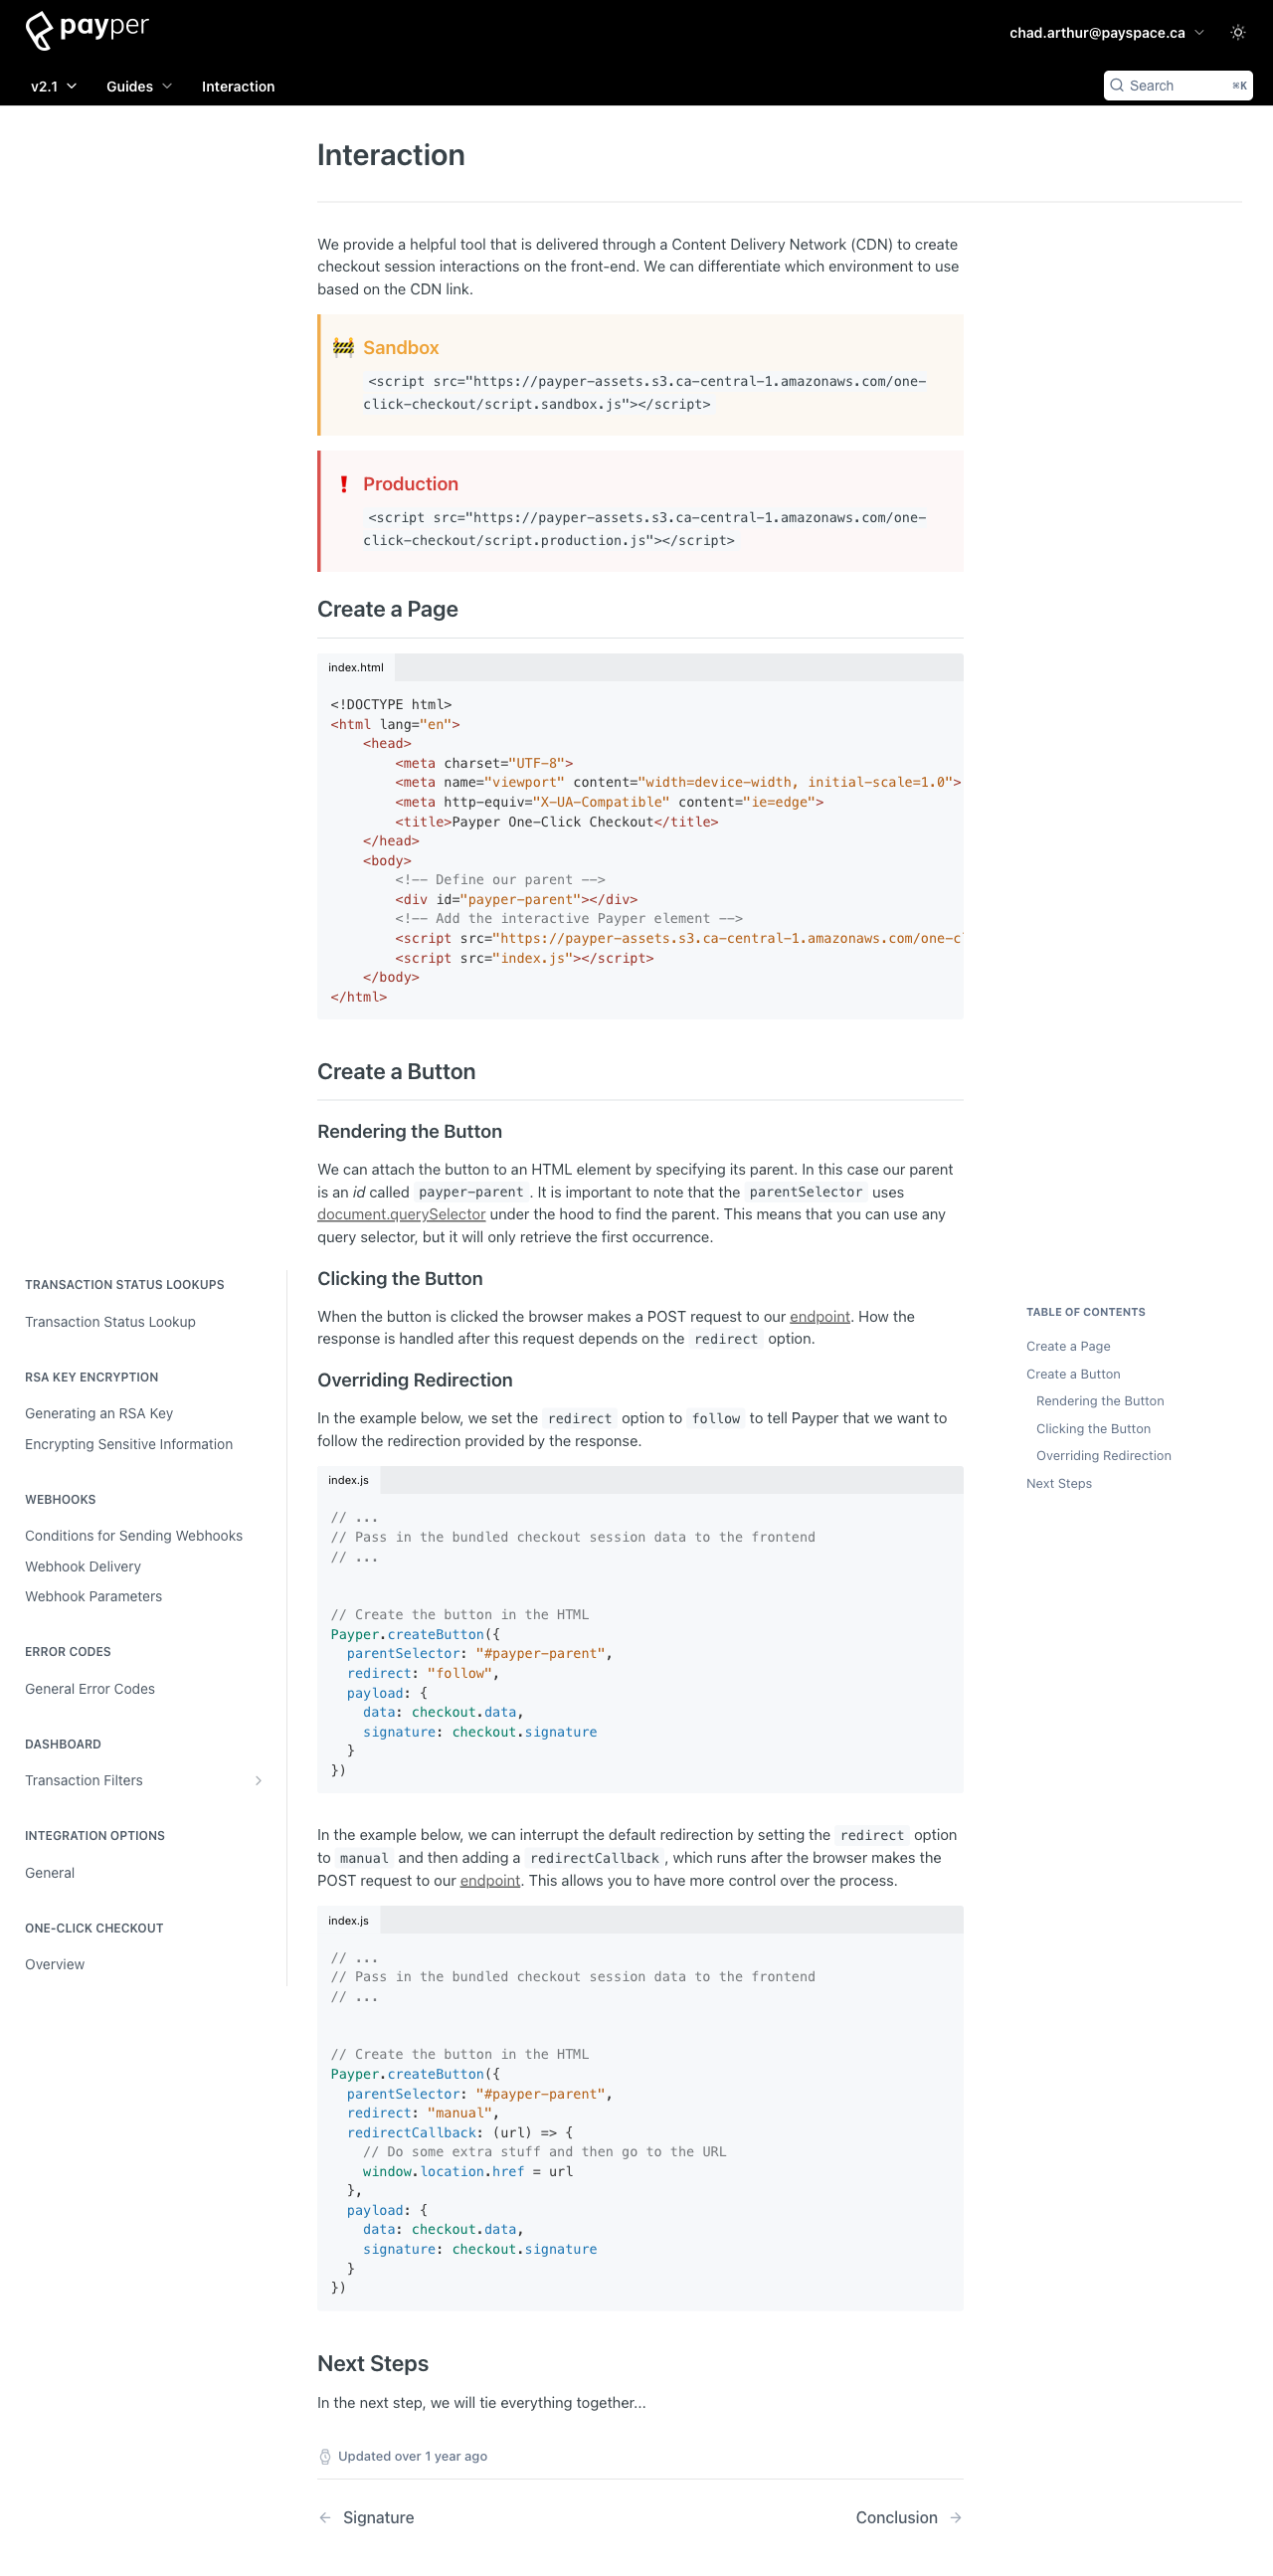 payper
chad.arthur@payspace.ca
v2.1
Guides
Interaction
Search
⌘K
Interaction
We provide a helpful tool that is delivered through a Content Delivery Network (CDN) to create
checkout session interactions on the front-end. We can differentiate which environment to use
based on the CDN link.
🚧 Sandbox
<script src="https://payper-assets.s3.ca-central-1.amazonaws.com/one-
click-checkout/script.sandbox.js"></script>
❗ Production
<script src="https://payper-assets.s3.ca-central-1.amazonaws.com/one-
click-checkout/script.production.js"></script>
Create a Page
index.html
<!DOCTYPE html>
<html lang="en">
    <head>
        <meta charset="UTF-8">
        <meta name="viewport" content="width=device-width, initial-scale=1.0">
        <meta http-equiv="X-UA-Compatible" content="ie=edge">
        <title>Payper One-Click Checkout</title>
    </head>
    <body>
        <!-- Define our parent -->
        <div id="payper-parent"></div>
        <!-- Add the interactive Payper element -->
        <script src="https://payper-assets.s3.ca-central-1.amazonaws.com/one-cl
        <script src="index.js"></script>
    </body>
</html>
Create a Button
Rendering the Button
We can attach the button to an HTML element by specifying its parent. In this case our parent
is an id called payper-parent. It is important to note that the parentSelector uses
document.querySelector under the hood to find the parent. This means that you can use any
query selector, but it will only retrieve the first occurrence.
Clicking the Button
When the button is clicked the browser makes a POST request to our endpoint. How the
response is handled after this request depends on the redirect option.
Overriding Redirection
In the example below, we set the redirect option to follow to tell Payper that we want to
follow the redirection provided by the response.
index.js
// ...
// Pass in the bundled checkout session data to the frontend
// ...
// Create the button in the HTML
Payper.createButton({
  parentSelector: "#payper-parent",
  redirect: "follow",
  payload: {
    data: checkout.data,
    signature: checkout.signature
  }
})
In the example below, we can interrupt the default redirection by setting the redirect option
to manual and then adding a redirectCallback, which runs after the browser makes the
POST request to our endpoint. This allows you to have more control over the process.
index.js
// ...
// Pass in the bundled checkout session data to the frontend
// ...
// Create the button in the HTML
Payper.createButton({
  parentSelector: "#payper-parent",
  redirect: "manual",
  redirectCallback: (url) => {
    // Do some extra stuff and then go to the URL
    window.location.href = url
  },
  payload: {
    data: checkout.data,
    signature: checkout.signature
  }
})
Next Steps
In the next step, we will tie everything together...
Updated over 1 year ago
← Signature
Conclusion →
TRANSACTION STATUS LOOKUPS
Transaction Status Lookup
RSA KEY ENCRYPTION
Generating an RSA Key
Encrypting Sensitive Information
WEBHOOKS
Conditions for Sending Webhooks
Webhook Delivery
Webhook Parameters
ERROR CODES
General Error Codes
DASHBOARD
Transaction Filters
INTEGRATION OPTIONS
General
ONE-CLICK CHECKOUT
Overview
TABLE OF CONTENTS
Create a Page
Create a Button
Rendering the Button
Clicking the Button
Overriding Redirection
Next Steps